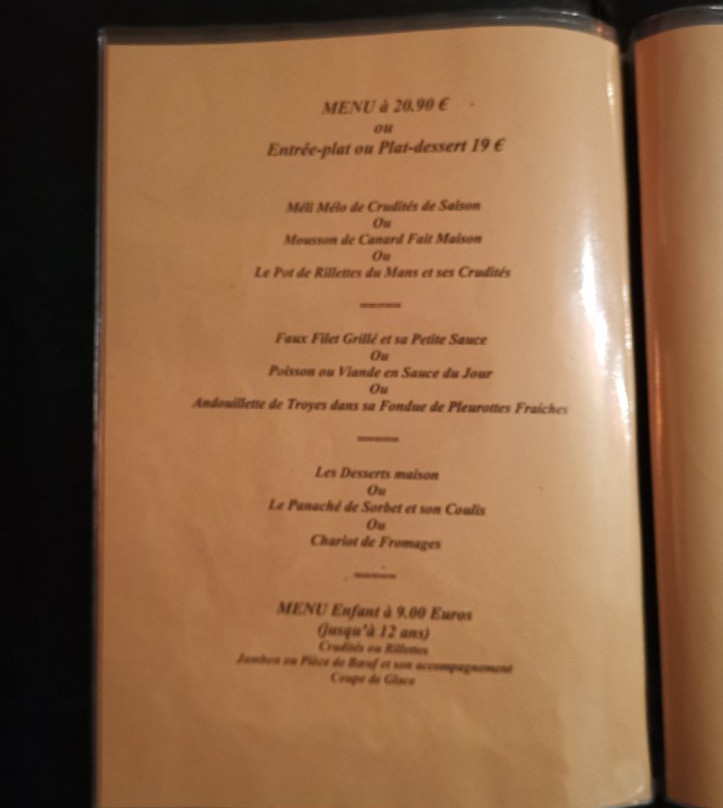 MENU à 20.90 €
ou
Entrée-plat ou Plat-dessert 19 €
Méli Mélo de Crudités de Saison
Ou
Mousson de Canard Fait Maison
Ou
Le Pot de Rillettes du Mans et ses Crudités
-----
Faux Filet Grillé et sa Petite Sauce
Ou
Poisson ou Viande en Sauce du Jour
Ou
Andouillette de Troyes dans sa Fondue de Pleurottes Fraîches
-----
Les Desserts maison
Ou
Le Panaché de Sorbet et son Coulis
Ou
Chariot de Fromages
-----
MENU Enfant à 9.00 Euros
(jusqu'à 12 ans)
Crudités ou Rillettes
Jambon ou Pièce de Bœuf et son accompagnement
Coupe de Glace